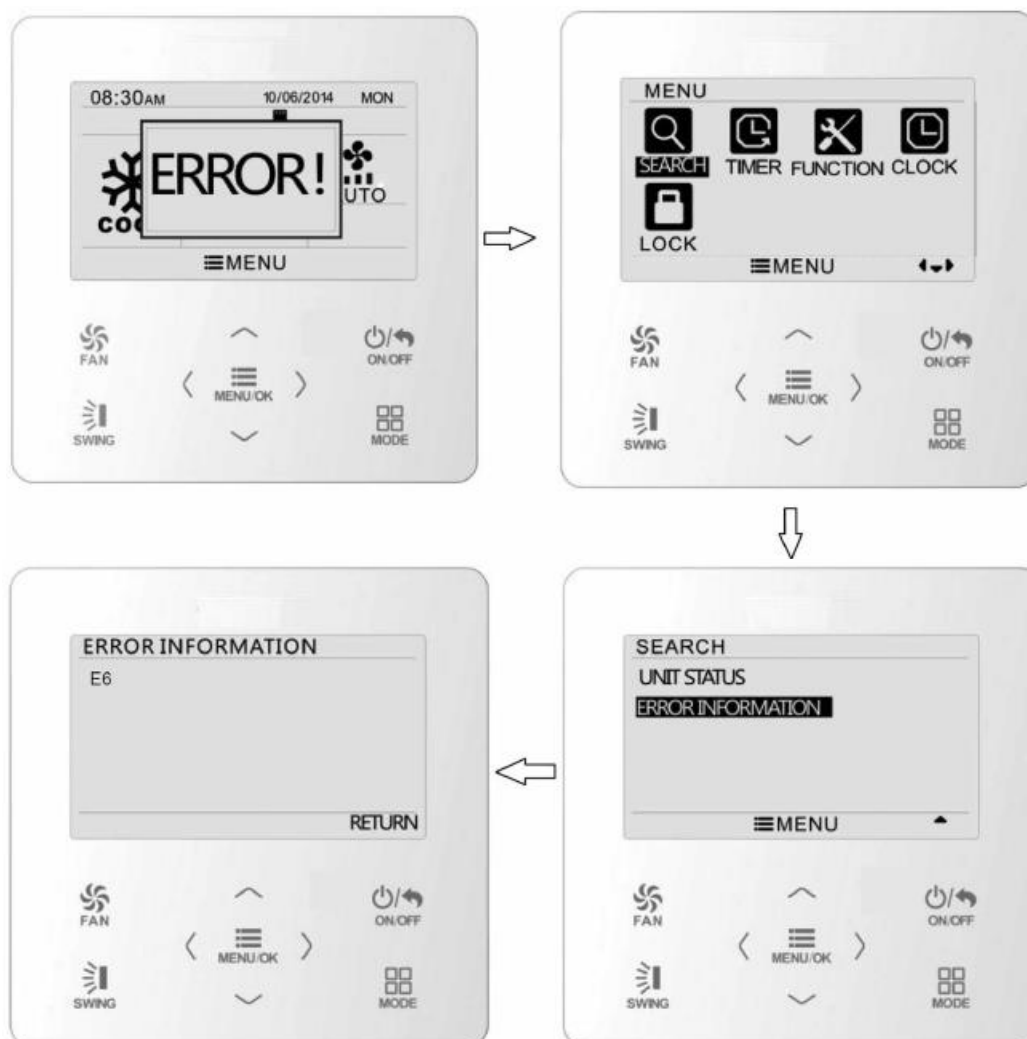 08:30AM 10/06/2014 MON
ERROR!
UTO
MENU
FAN
ON/OFF
MENU/OK
SWING
MODE
MENU
SEARCH TIMER FUNCTION CLOCK
LOCK
MENU
FAN
ON/OFF
MENU/OK
SWING
MODE
SEARCH
UNIT STATUS
ERROR INFORMATION
MENU
FAN
ON/OFF
MENU/OK
SWING
MODE
ERROR INFORMATION
E6
RETURN
FAN
ON/OFF
MENU/OK
SWING
MODE